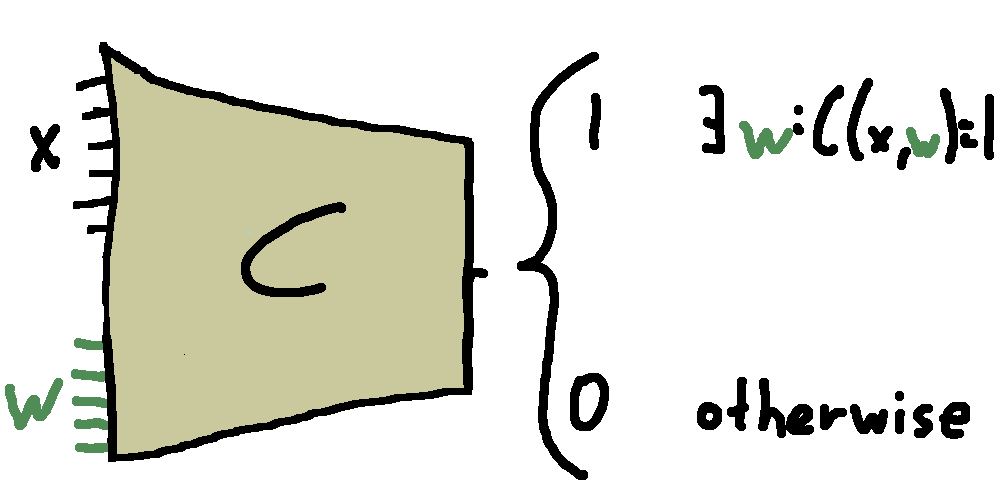 x
C
w
1 ∃ w:C(x,w)=1
0 otherwise